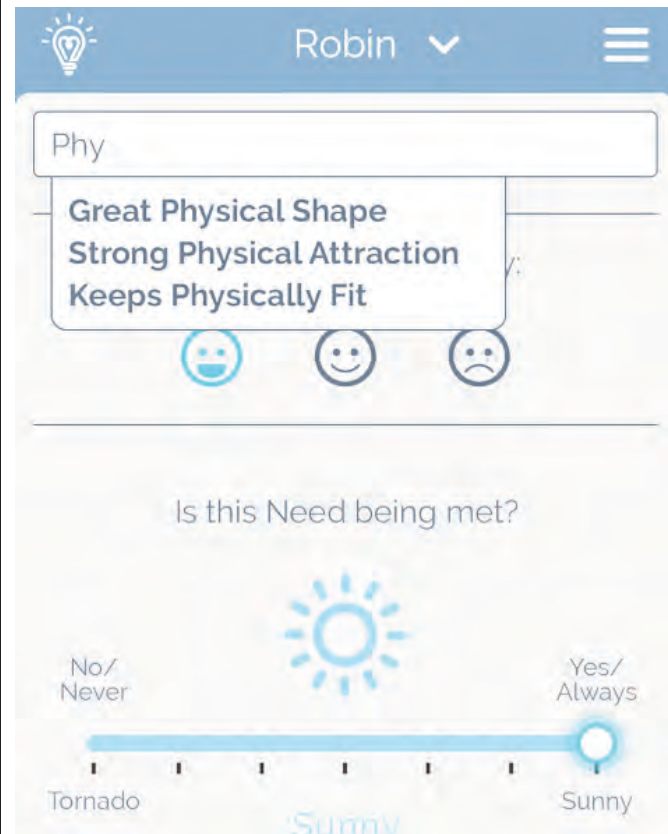 Robin
Phy
Great Physical Shape
Strong Physical Attraction
Keeps Physically Fit
Is this Need being met?
No/
Never
Yes/
Always
Tornado
Sunny
Sunny